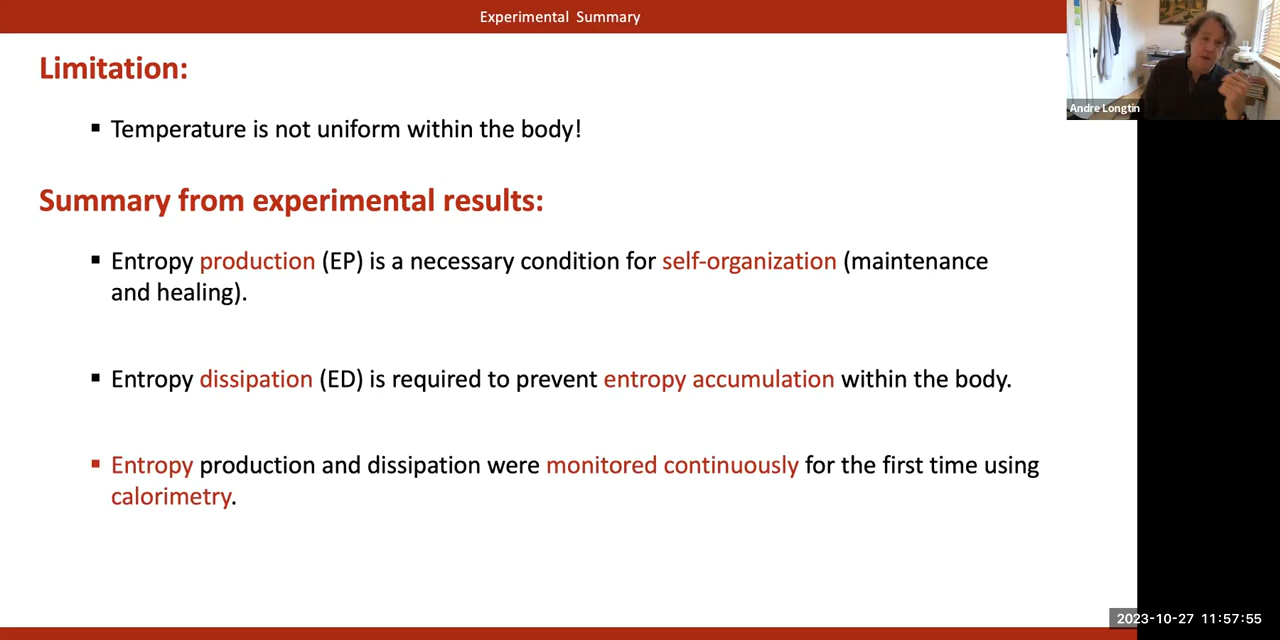 Experimental Summary
Limitation:
▪ Temperature is not uniform within the body!
Summary from experimental results:
▪ Entropy production (EP) is a necessary condition for self-organization (maintenance
and healing).
▪ Entropy dissipation (ED) is required to prevent entropy accumulation within the body.
▪ Entropy production and dissipation were monitored continuously for the first time using
calorimetry.
Andre Longtin
2023-10-27 11:57:55